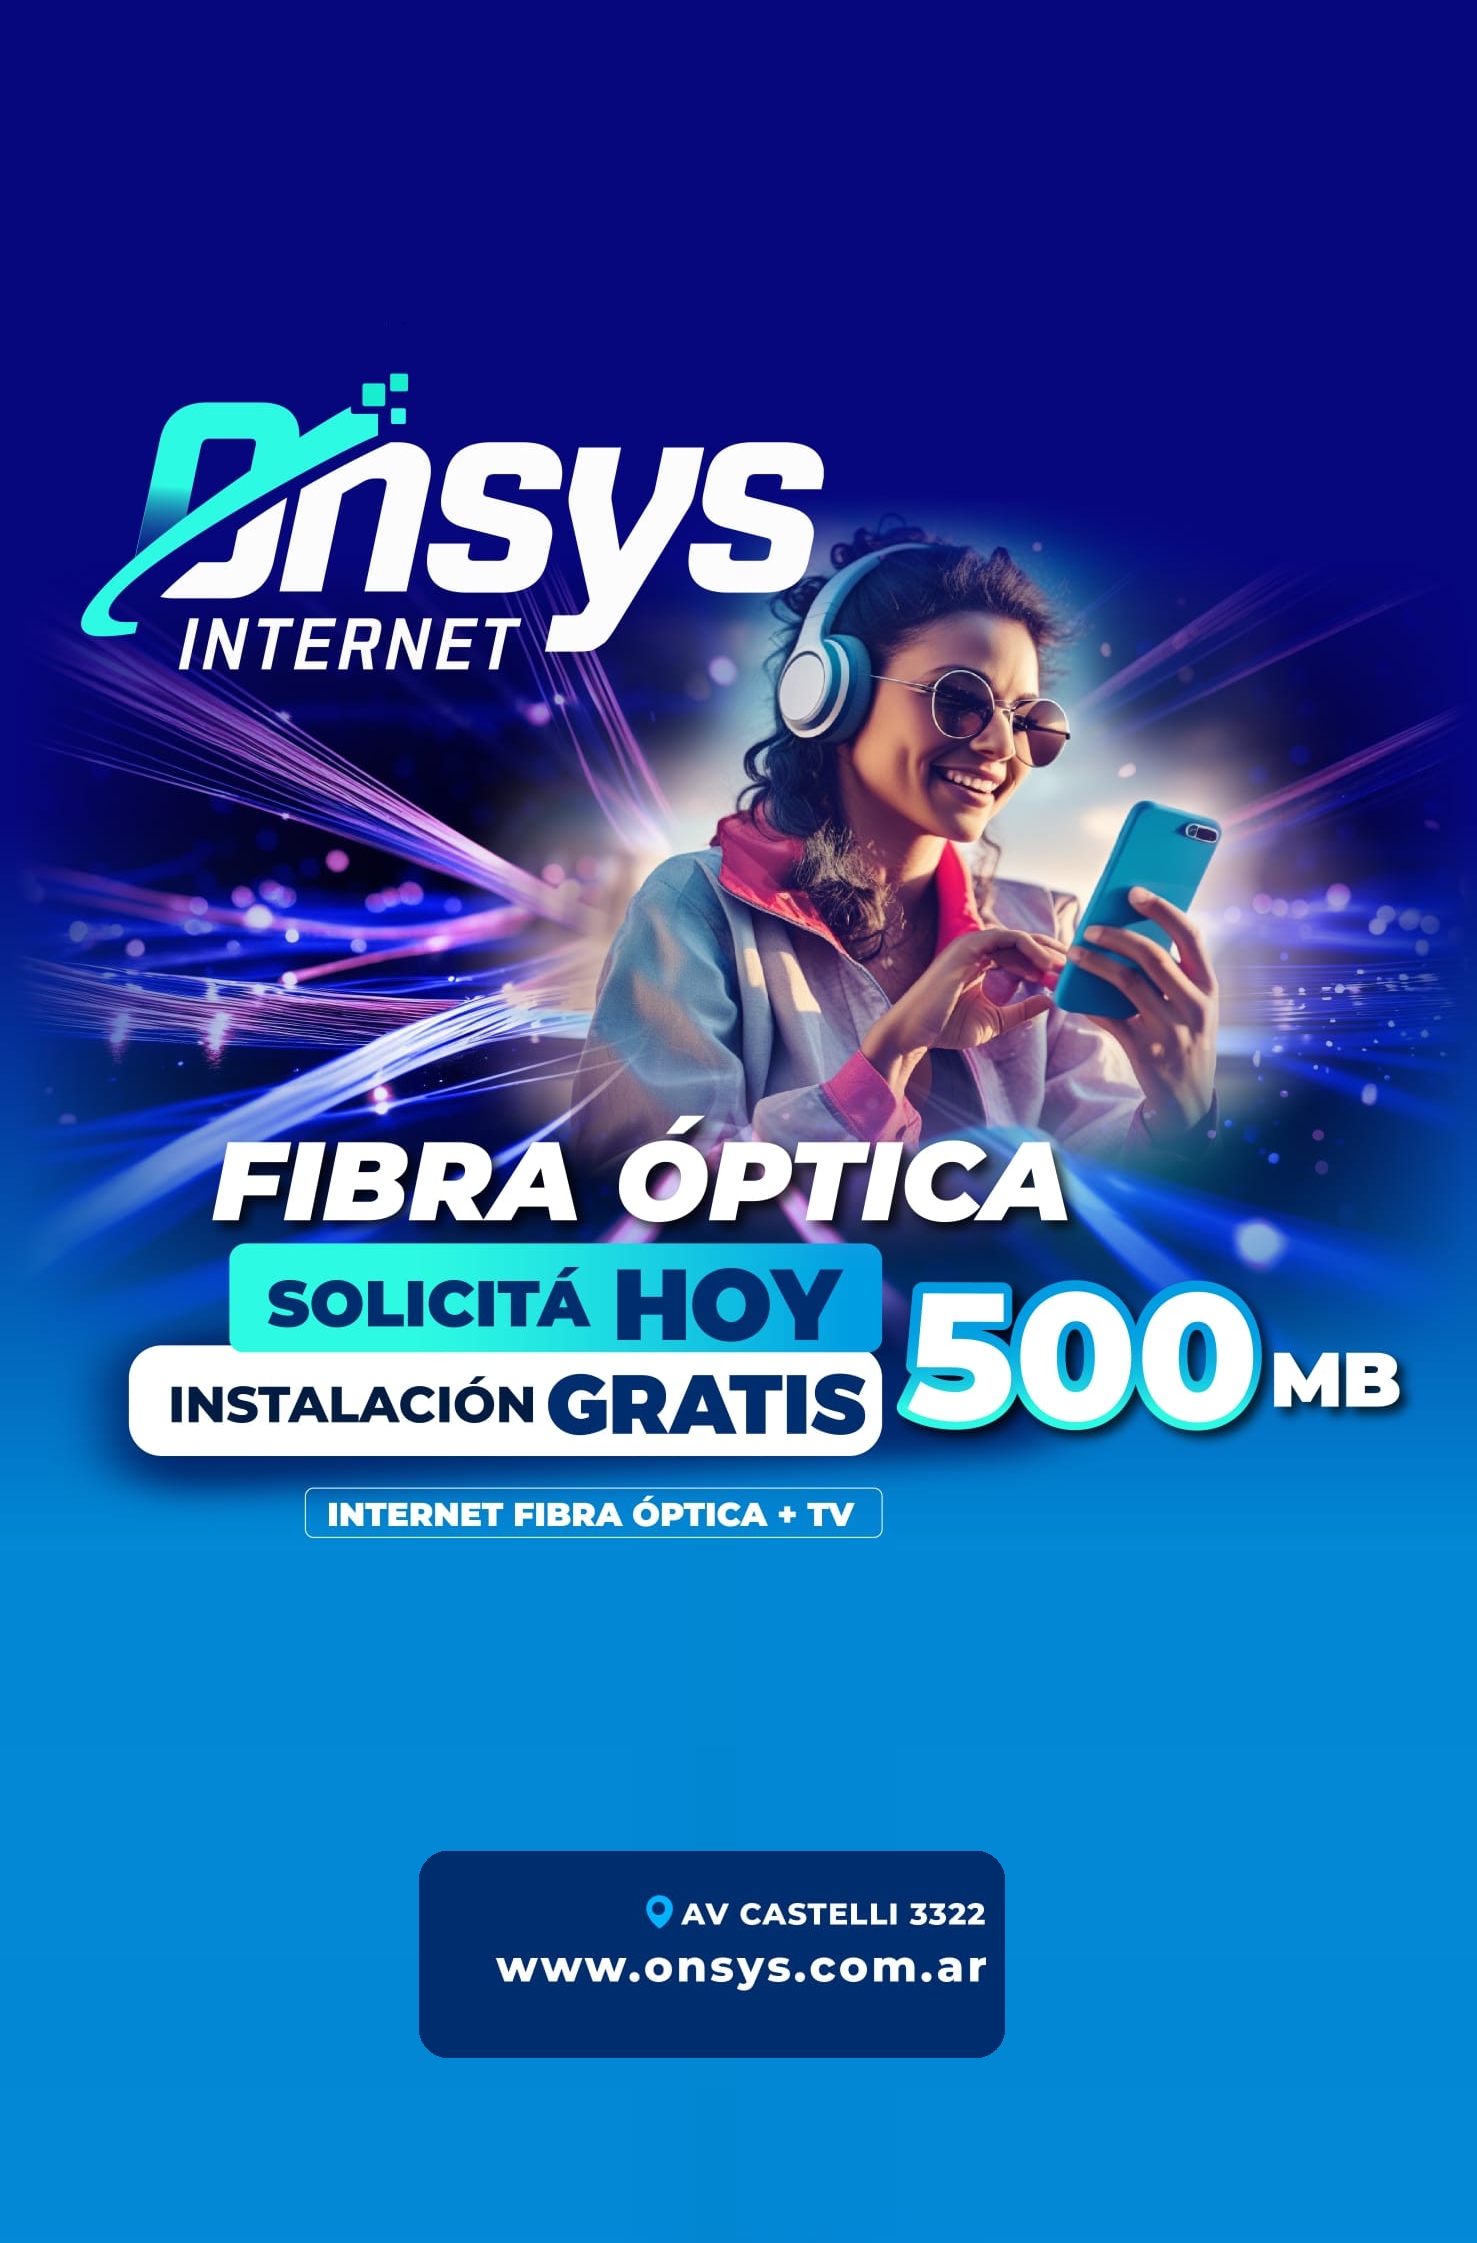 Onsys
INTERNET
FIBRA ÓPTICA
SOLICITÁ HOY
INSTALACIÓN GRATIS
500 MB
INTERNET FIBRA ÓPTICA + TV
AV CASTELLI 3322
www.onsys.com.ar